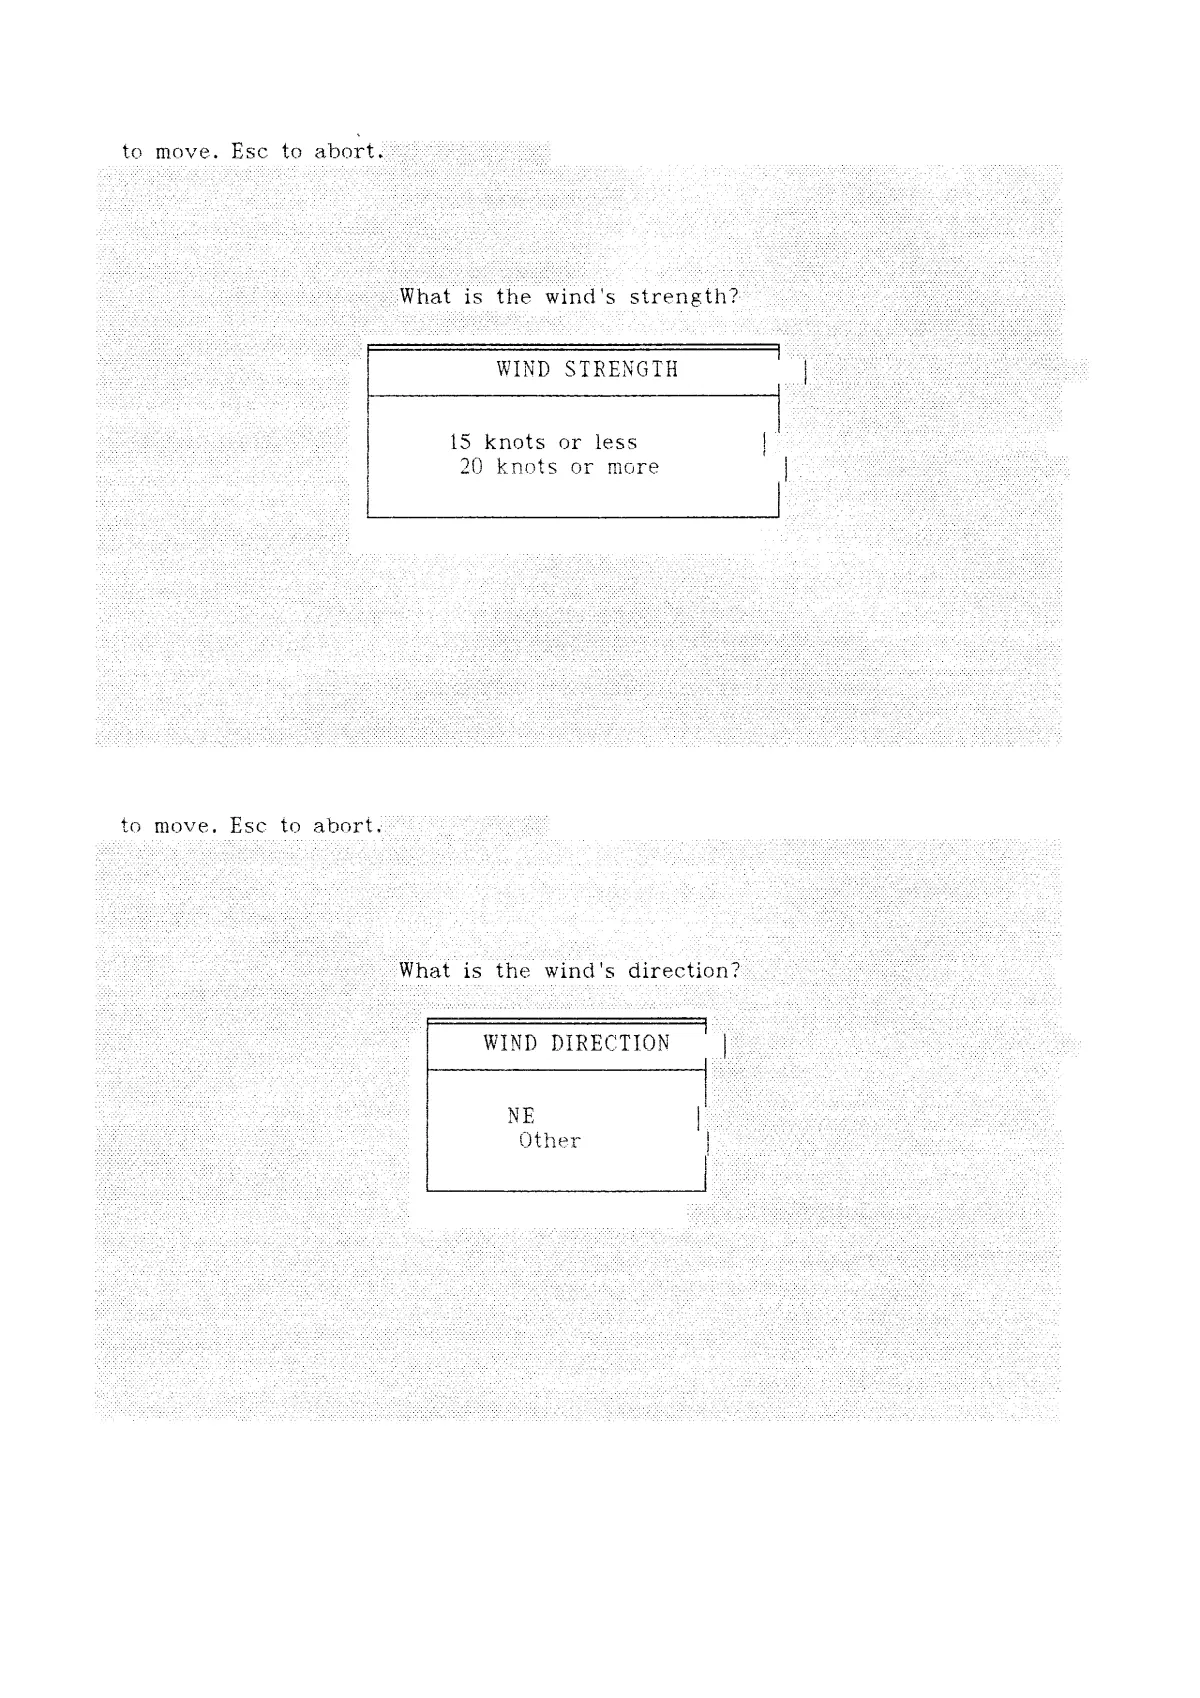 to move. Esc to abort.
What is the wind's strength?
WIND STRENGTH
15 knots or less
20 knots or more
to move. Esc to abort.
What is the wind's direction?
WIND DIRECTION
NE
Other